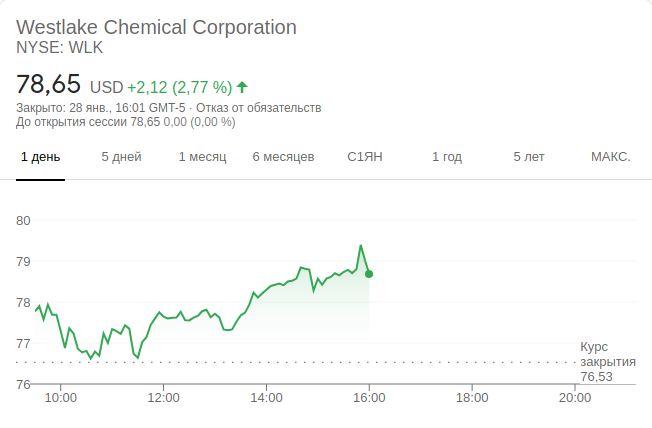 Westlake Chemical Corporation
NYSE: WLK
78,65 USD +2,12 (2,77 %)
Закрыто: 28 янв., 16:01 GMT-5 · Отказ от обязательств
До открытия сессии 78,65 0,00 (0,00 %)
1 день 5 дней 1 месяц 6 месяцев С1ЯН 1 год 5 лет МАКС.
80
79
78
77
Курс
закрытия
76,53
76
10:00 12:00 14:00 16:00 18:00 20:00